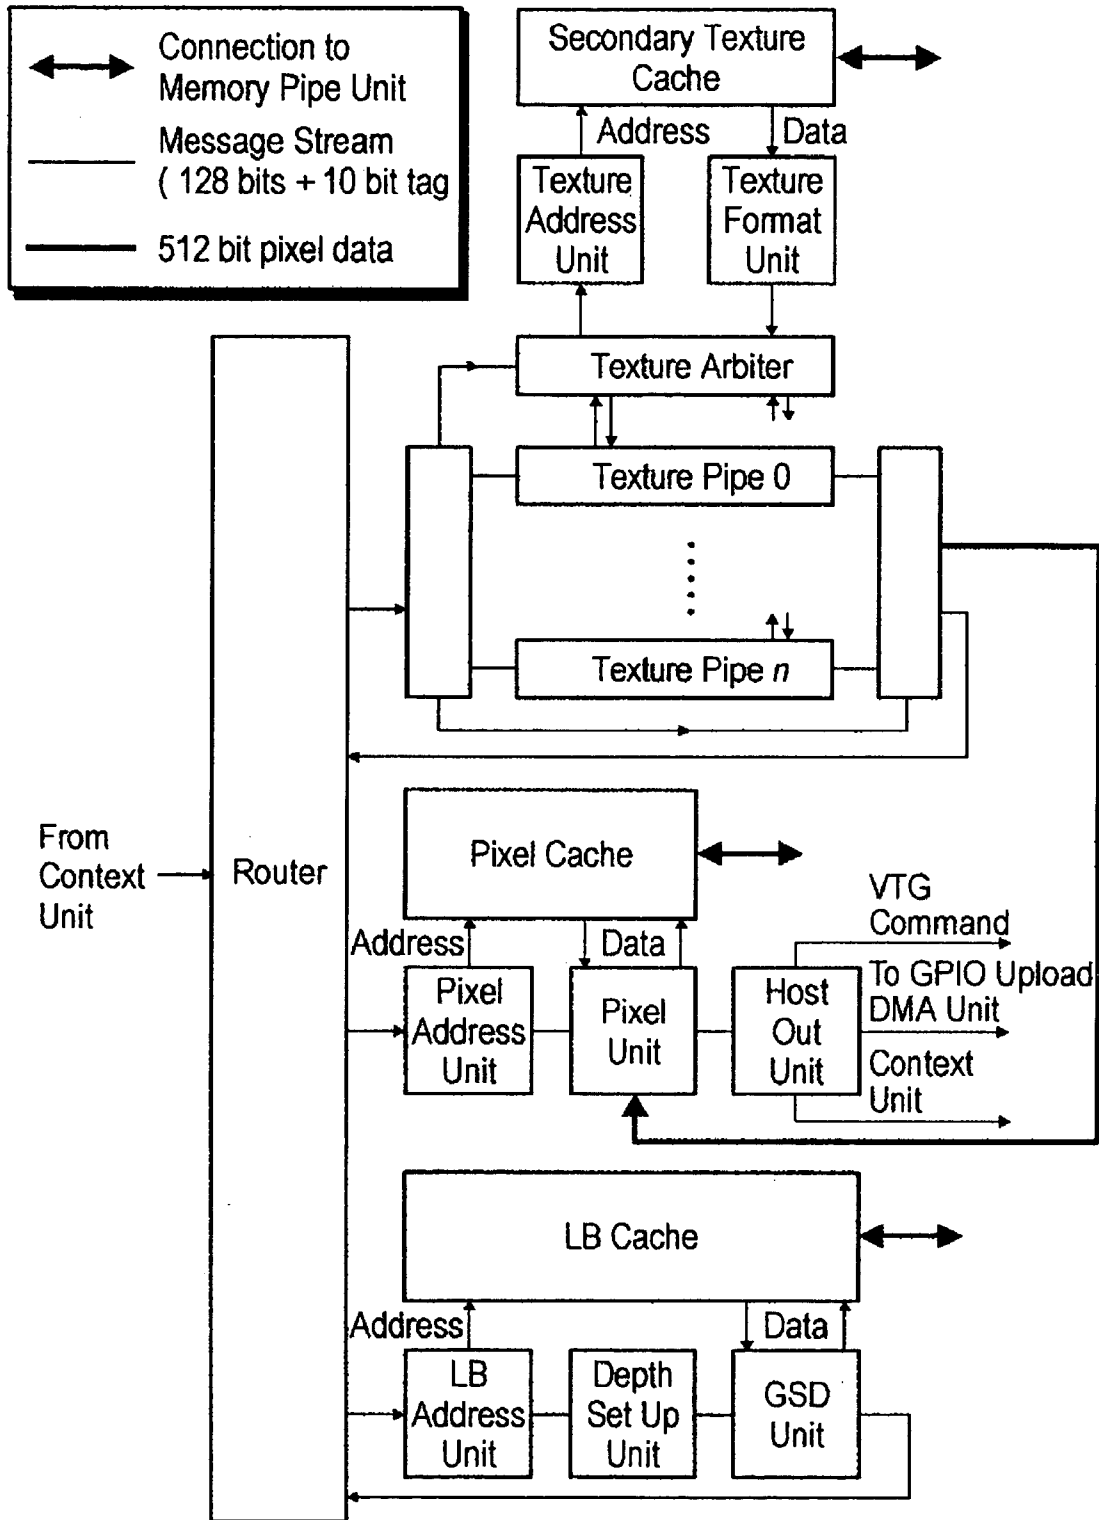 Connection to
Memory Pipe Unit
Message Stream
( 128 bits + 10 bit tag
512 bit pixel data
Secondary Texture
Cache
Address
Data
Texture
Address
Unit
Texture
Format
Unit
Texture Arbiter
Texture Pipe 0
Texture Pipe n
From
Context
Unit
Router
Pixel Cache
Address
Data
Pixel
Address
Unit
Pixel
Unit
Host
Out
Unit
VTG
Command
To GPIO Upload
DMA Unit
Context
Unit
LB Cache
Address
Data
LB
Address
Unit
Depth
Set Up
Unit
GSD
Unit